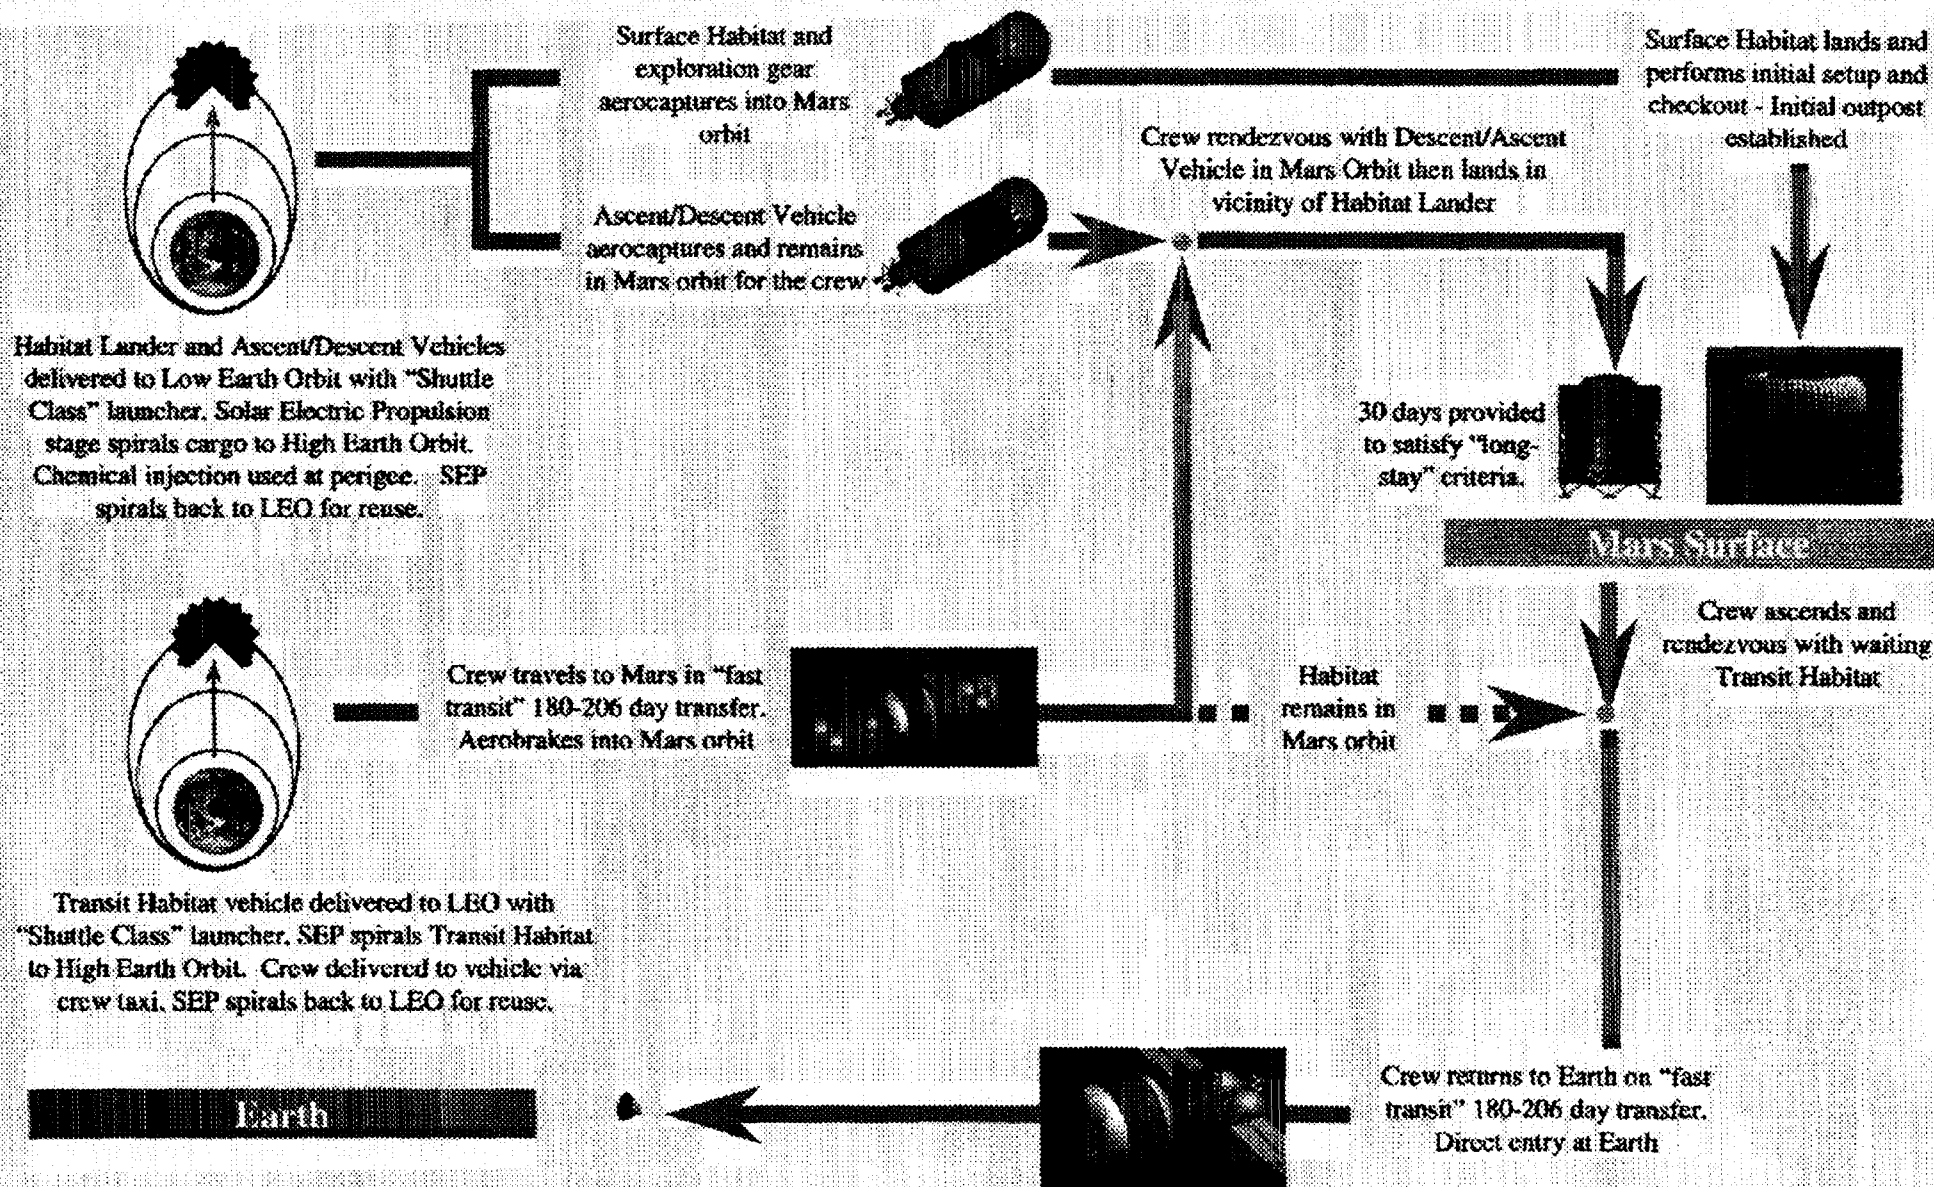 Surface Habitat and
exploration gear
aerocaptures into Mars
orbit
Surface Habitat lands and
performs initial setup and
checkout - Initial outpost
established
Crew rendezvous with Descent/Ascent
Vehicle in Mars Orbit then lands in
vicinity of Habitat Lander
Ascent/Descent Vehicle
aerocaptures and remains
in Mars orbit for the crew
Habitat Lander and Ascent/Descent Vehicles
delivered to Low Earth Orbit with “Shuttle
Class” launcher. Solar Electric Propulsion
stage spirals cargo to High Earth Orbit.
Chemical injection used at perigee. SEP
spirals back to LEO for reuse.
30 days provided
to satisfy “long-
stay” criteria.
Mars Surface
Crew ascends and
rendezvous with waiting
Transit Habitat
Crew travels to Mars in “fast
transit” 180-206 day transfer.
Aerobrakes into Mars orbit
Habitat
remains in
Mars orbit
Transit Habitat vehicle delivered to LEO with
“Shuttle Class” launcher. SEP spirals Transit Habitat
to High Earth Orbit. Crew delivered to vehicle via
crew taxi. SEP spirals back to LEO for reuse.
Earth
Crew returns to Earth on “fast
transit” 180-206 day transfer.
Direct entry at Earth